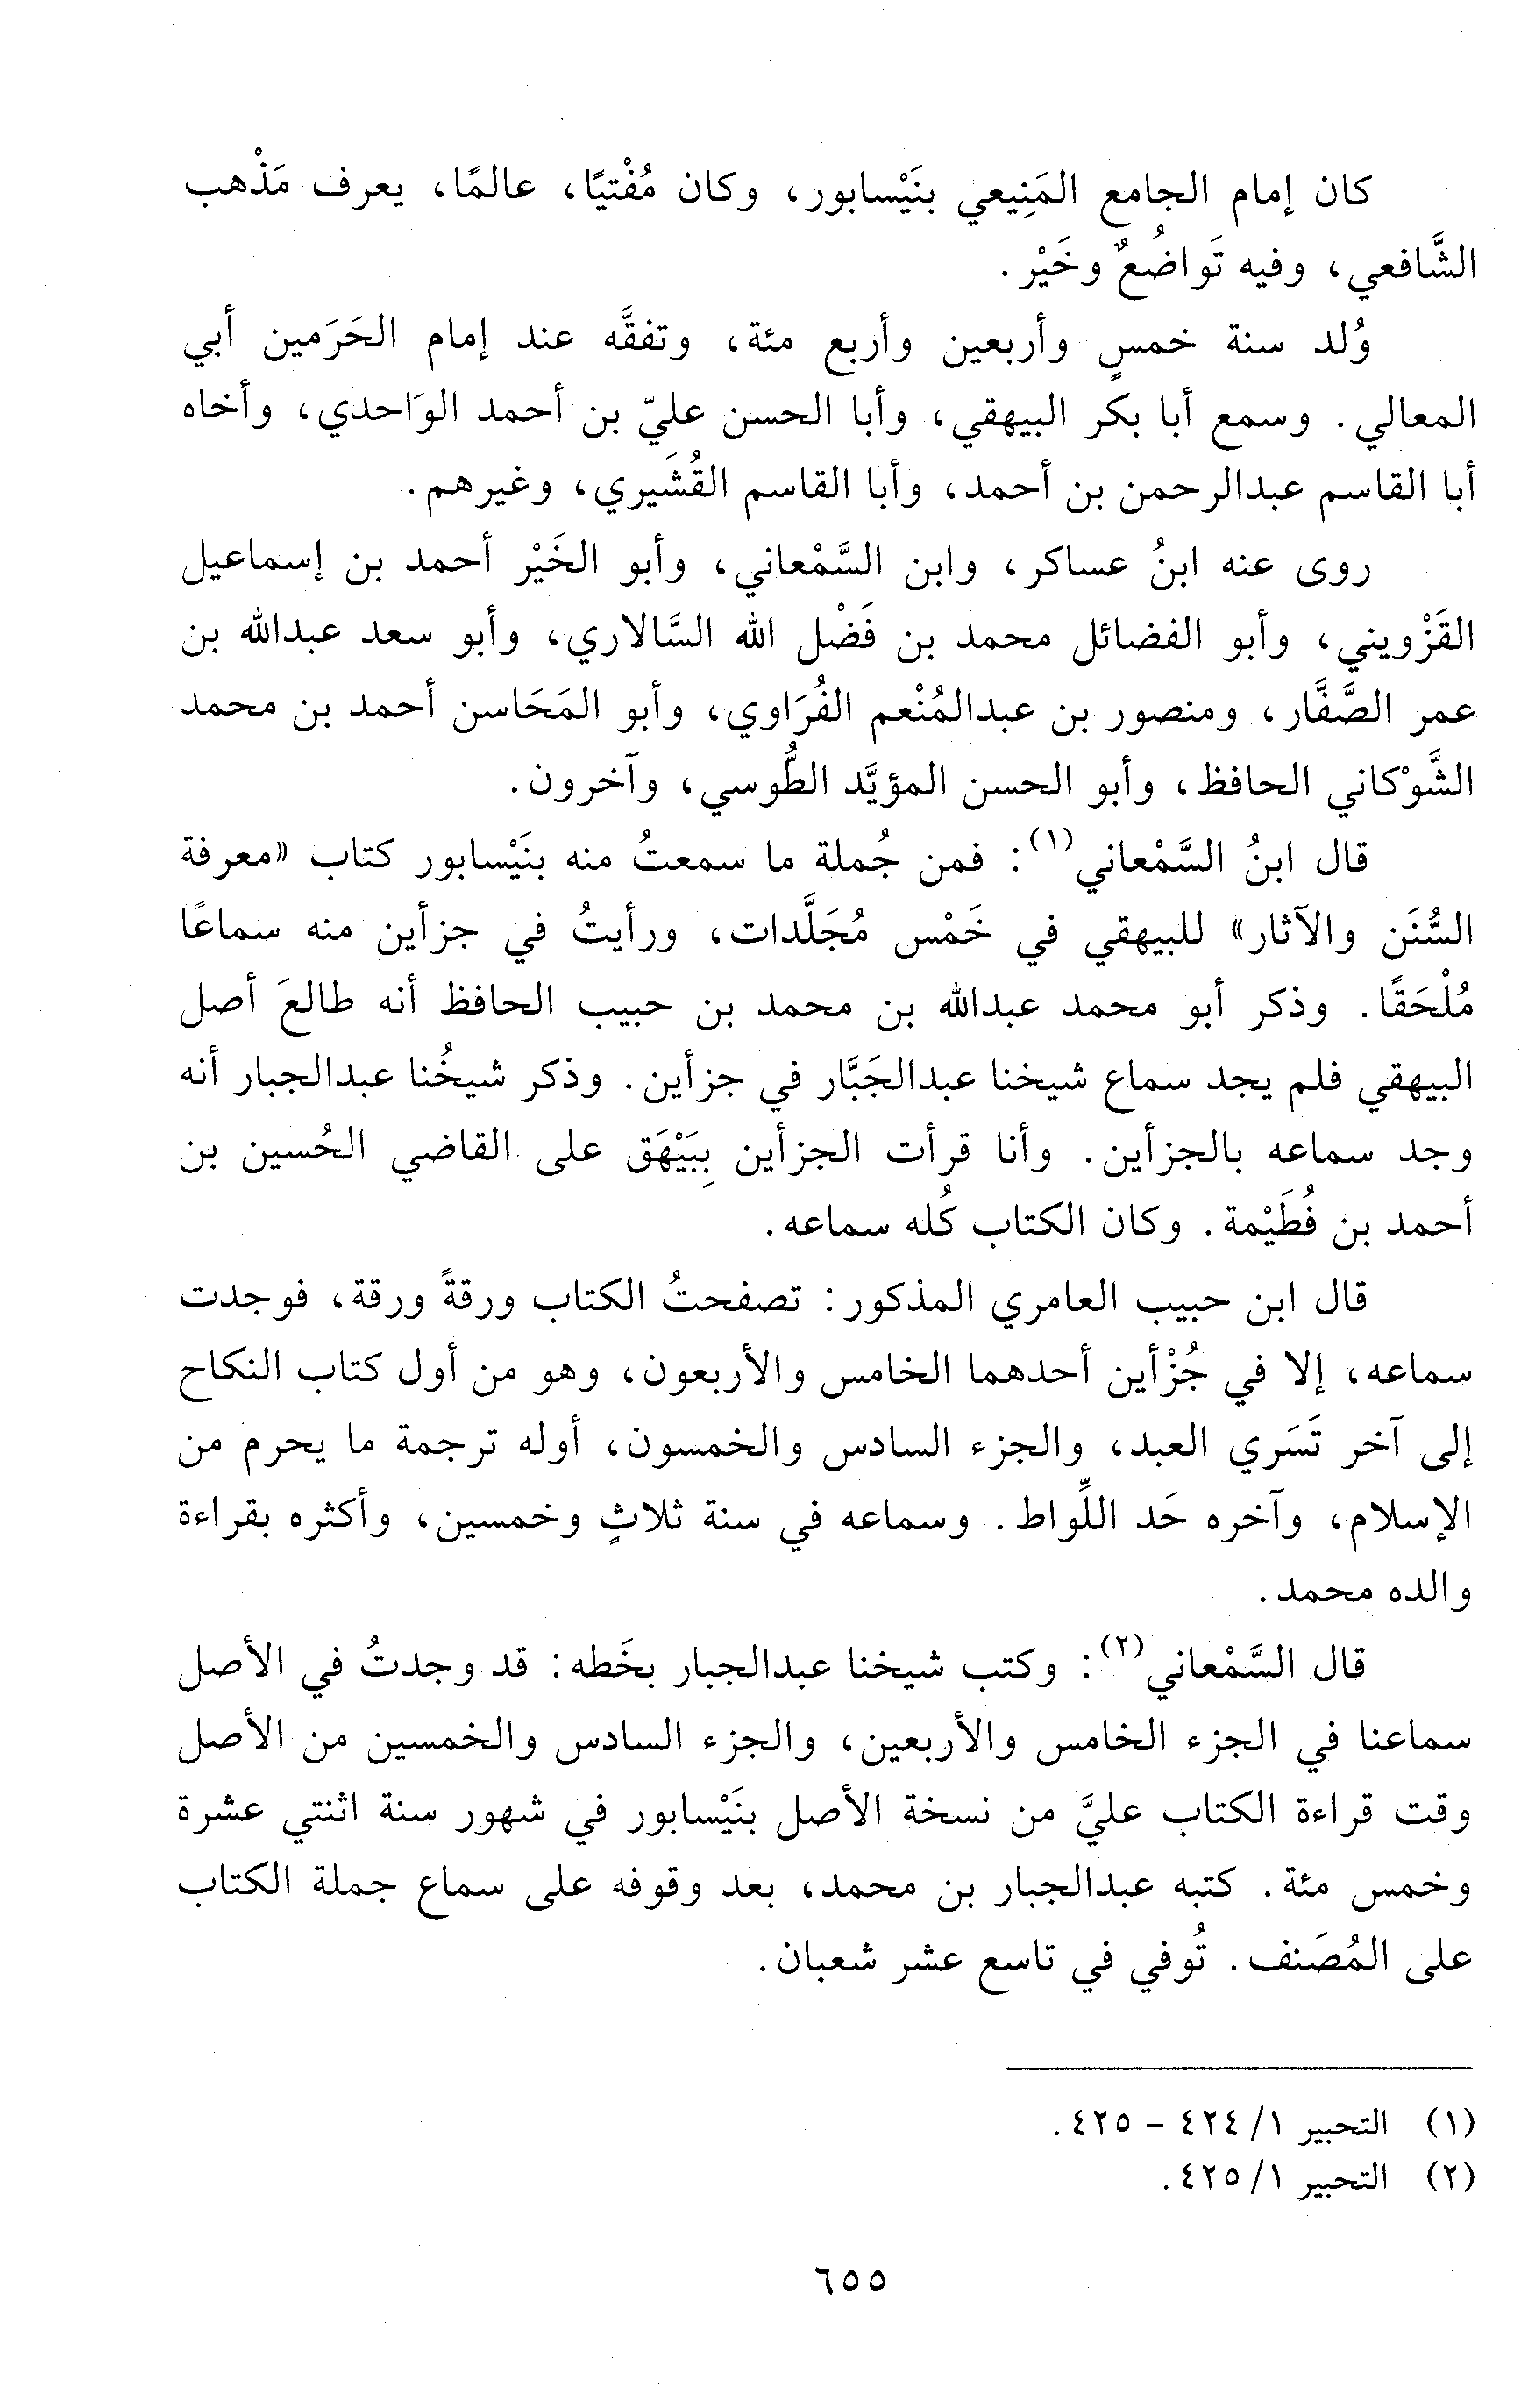 كان إمام الجامع المَنِيعي بنَيْسابور، وكان مُفْتيًا، عالمًا، يعرف مَذْهب
الشَّافعي، وفيه تَواضُعٌ وخَيْر.
وُلد سنة خمسٍ وأربعين وأربع مئة، وتفقَّه عند إمام الحَرَمين أبي
المعالي. وسمع أبا بكر البيهقي، وأبا الحسن عليّ بن أحمد الوَاحدي، وأخاه
أبا القاسم عبدالرحمن بن أحمد، وأبا القاسم القُشَيري، وغيرهم.
روى عنه ابنُ عساكر، وابن السَّمْعاني، وأبو الخَيْر أحمد بن إسماعيل
القَزْويني، وأبو الفضائل محمد بن فَضْل الله السَّالاري، وأبو سعد عبدالله بن
عمر الصَّفَّار، ومنصور بن عبدالمُنْعم الفُرَاوي، وأبو المَحَاسن أحمد بن محمد
الشَّوْكاني الحافظ، وأبو الحسن المؤيَّد الطُّوسي، وآخرون.
قال ابنُ السَّمْعاني(١): فمن جُملة ما سمعتُ منه بنَيْسابور كتاب «معرفة
السُّنَن والآثار» للبيهقي في خَمْس مُجَلَّدات، ورأيتُ في جزأين منه سماعًا
مُلْحَقًا. وذكر أبو محمد عبدالله بن محمد بن حبيب الحافظ أنه طالعَ أصل
البيهقي فلم يجد سماع شيخنا عبدالجَبَّار في جزأين. وذكر شيخُنا عبدالجبار أنه
وجد سماعه بالجزأين. وأنا قرأت الجزأين بِبَيْهَق على القاضي الحُسين بن
أحمد بن فُطَيْمة. وكان الكتاب كُله سماعه.
قال ابن حبيب العامري المذكور: تصفحتُ الكتاب ورقةً ورقة، فوجدت
سماعه، إلا في جُزْأين أحدهما الخامس والأربعون، وهو من أول كتاب النكاح
إلى آخر تَسَري العبد، والجزء السادس والخمسون، أوله ترجمة ما يحرم من
الإسلام، وآخره حَد اللِّواط. وسماعه في سنة ثلاثٍ وخمسين، وأكثره بقراءة
والده محمد.
قال السَّمْعاني(٢): وكتب شيخنا عبدالجبار بخَطه: قد وجدتُ في الأصل
سماعنا في الجزء الخامس والأربعين، والجزء السادس والخمسين من الأصل
وقت قراءة الكتاب عليَّ من نسخة الأصل بنَيْسابور في شهور سنة اثنتي عشرة
وخمس مئة. كتبه عبدالجبار بن محمد، بعد وقوفه على سماع جملة الكتاب
على المُصَنف. تُوفي في تاسع عشر شعبان.
(١) التحبير ١/ ٤٢٤ - ٤٢٥.
(٢) التحبير ١/ ٤٢٥.
٦٥٥